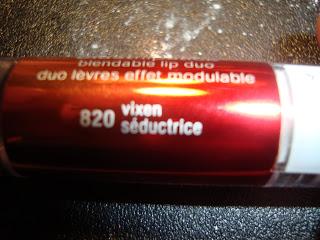 blendable lip duo
duo lèvres effet modulable
820 vixen
séductrice